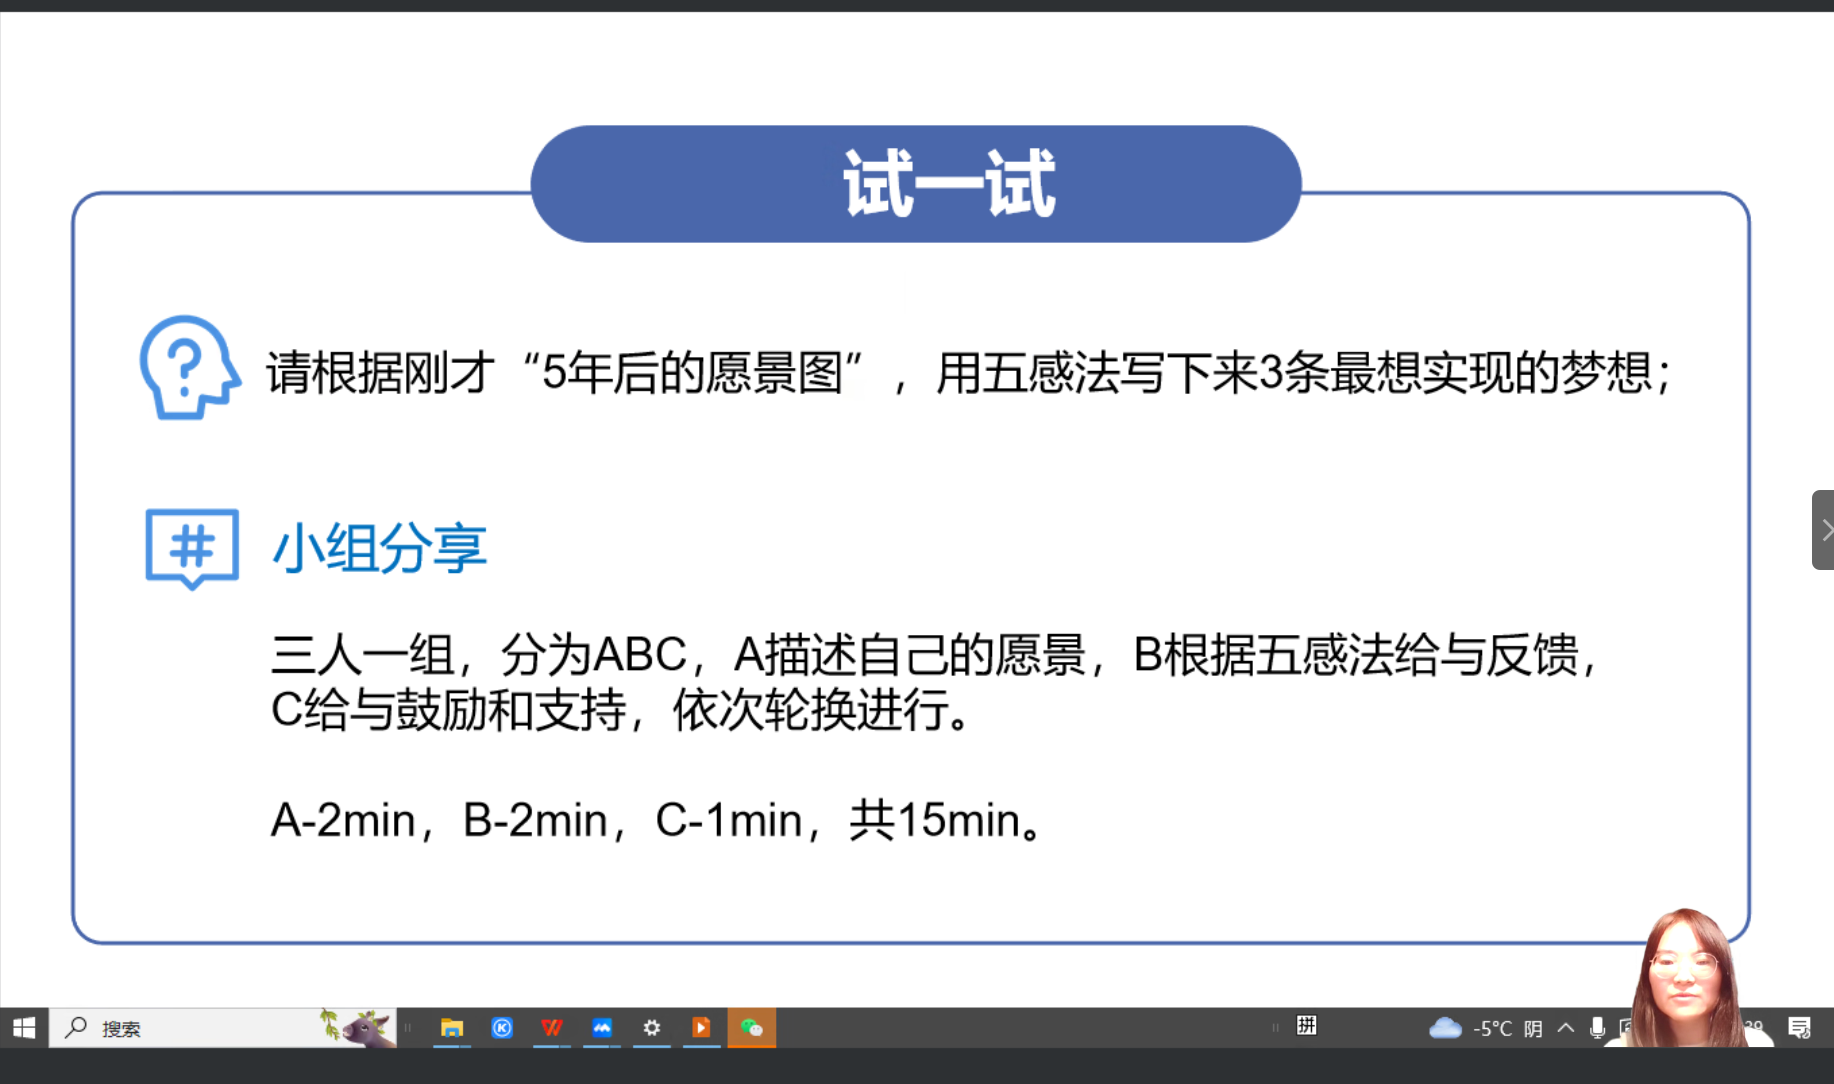 试一试
请根据刚才“5年后的愿景图”，用五感法写下来3条最想实现的梦想；
小组分享
三人一组，分为ABC，A描述自己的愿景，B根据五感法给与反馈，
C给与鼓励和支持，依次轮换进行。
A-2min，B-2min，C-1min，共15min。
搜索
拼
-5°C 阴